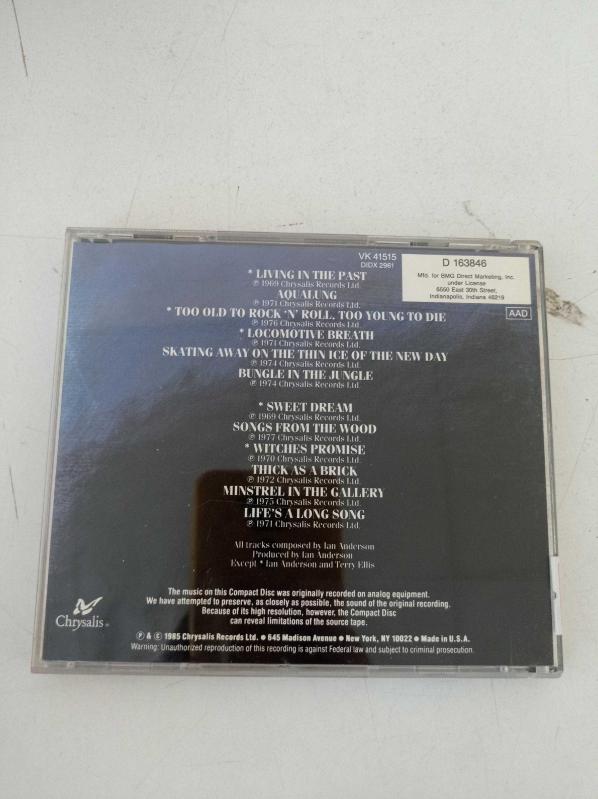 VK 41515
DIDX 2961
D 163846
Mfd. for BMG Direct Marketing, Inc.
under License
6550 East 30th Street,
Indianapolis, Indiana 46219
AAD
* LIVING IN THE PAST
℗ 1969 Chrysalis Records Ltd.
AQUALUNG
℗ 1971 Chrysalis Records Ltd.
* TOO OLD TO ROCK 'N' ROLL, TOO YOUNG TO DIE
℗ 1976 Chrysalis Records Ltd.
* LOCOMOTIVE BREATH
℗ 1971 Chrysalis Records Ltd.
SKATING AWAY ON THE THIN ICE OF THE NEW DAY
℗ 1974 Chrysalis Records Ltd.
BUNGLE IN THE JUNGLE
℗ 1974 Chrysalis Records Ltd.
* SWEET DREAM
℗ 1969 Chrysalis Records Ltd.
SONGS FROM THE WOOD
℗ 1977 Chrysalis Records Ltd.
* WITCHES PROMISE
℗ 1970 Chrysalis Records Ltd.
THICK AS A BRICK
℗ 1972 Chrysalis Records Ltd.
MINSTREL IN THE GALLERY
℗ 1975 Chrysalis Records Ltd.
LIFE'S A LONG SONG
℗ 1971 Chrysalis Records Ltd.
All tracks composed by Ian Anderson
Produced by Ian Anderson
Except * Ian Anderson and Terry Ellis
The music on this Compact Disc was originally recorded on analog equipment.
We have attempted to preserve, as closely as possible, the sound of the original recording.
Because of its high resolution, however, the Compact Disc
can reveal limitations of the source tape.
Chrysalis ®
℗ & © 1985 Chrysalis Records Ltd. ● 645 Madison Avenue ● New York, NY 10022 ● Made in U.S.A.
Warning: Unauthorized reproduction of this recording is against Federal law and subject to criminal prosecution.